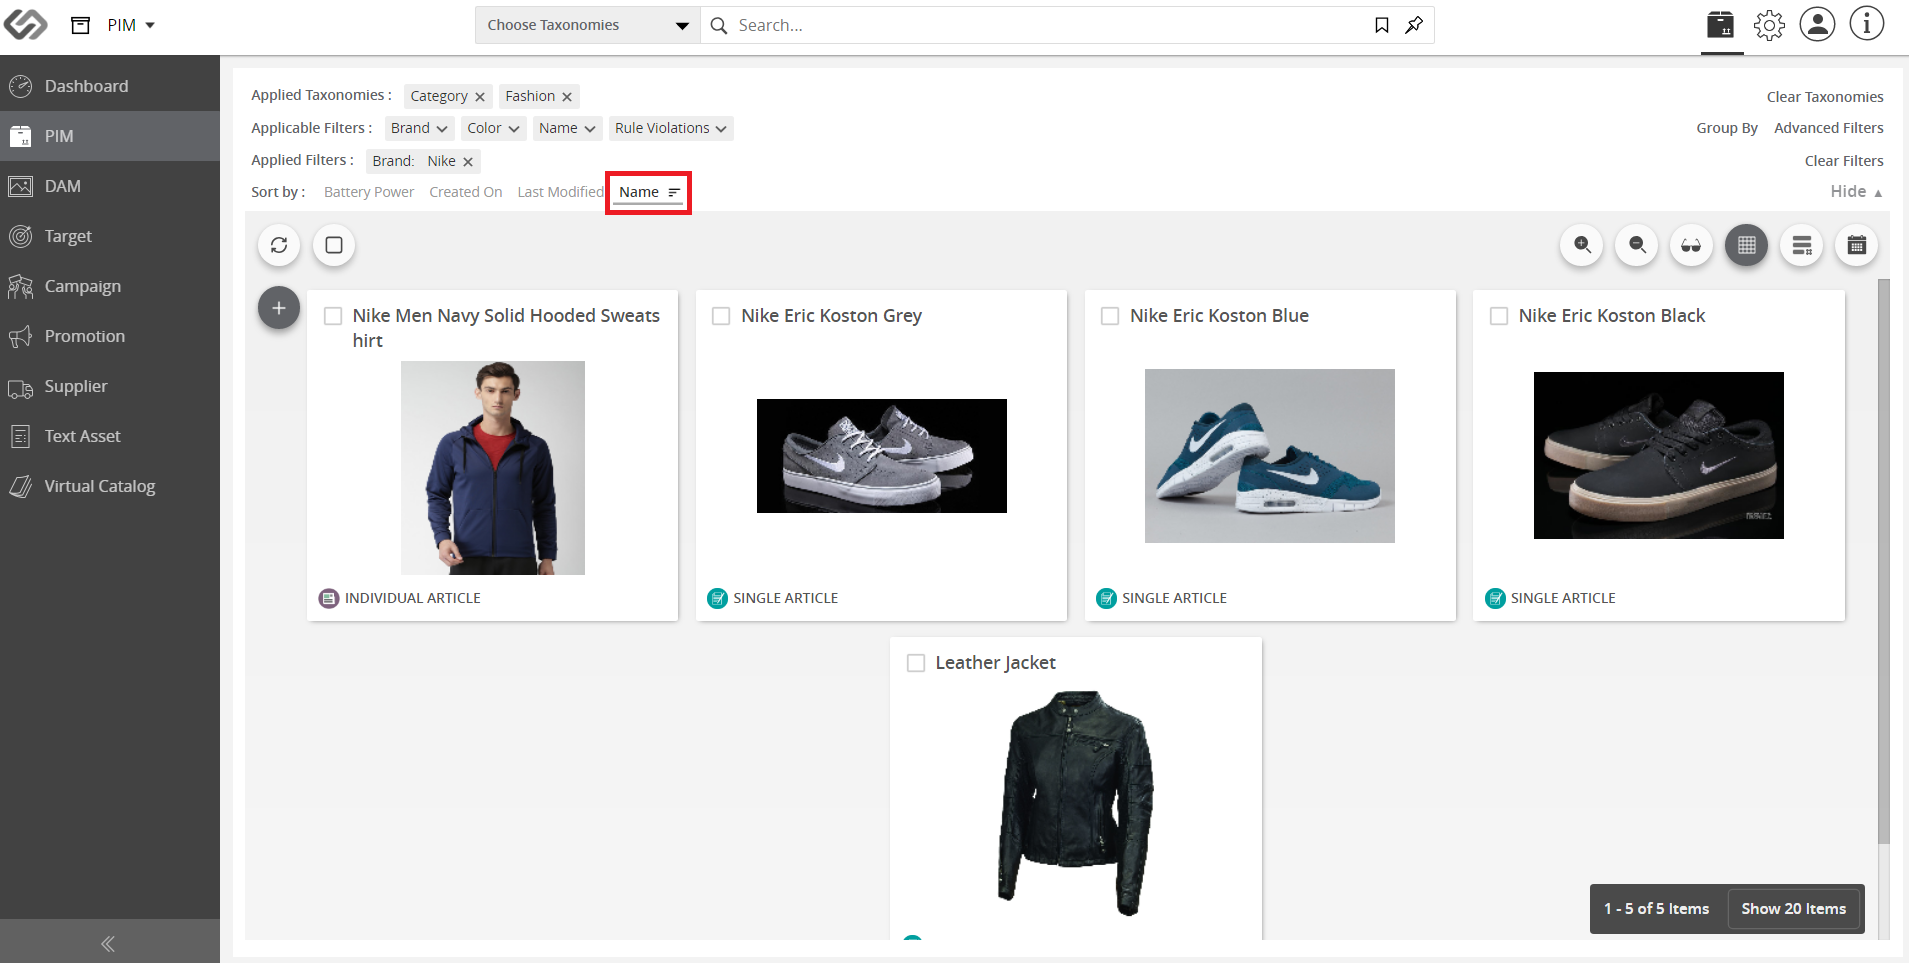 PIM
Choose Taxonomies
Search...
Dashboard
PIM
DAM
Target
Campaign
Promotion
Supplier
Text Asset
Virtual Catalog
Applied Taxonomies : Category Fashion Clear Taxonomies
Applicable Filters : Brand Color Name Rule Violations Group By Advanced Filters
Applied Filters : Brand: Nike Clear Filters
Sort by : Battery Power Created On Last Modified Name Hide
Nike Men Navy Solid Hooded Sweats
hirt
INDIVIDUAL ARTICLE
Nike Eric Koston Grey
SINGLE ARTICLE
Nike Eric Koston Blue
SINGLE ARTICLE
Nike Eric Koston Black
SINGLE ARTICLE
Leather Jacket
1 - 5 of 5 Items Show 20 Items